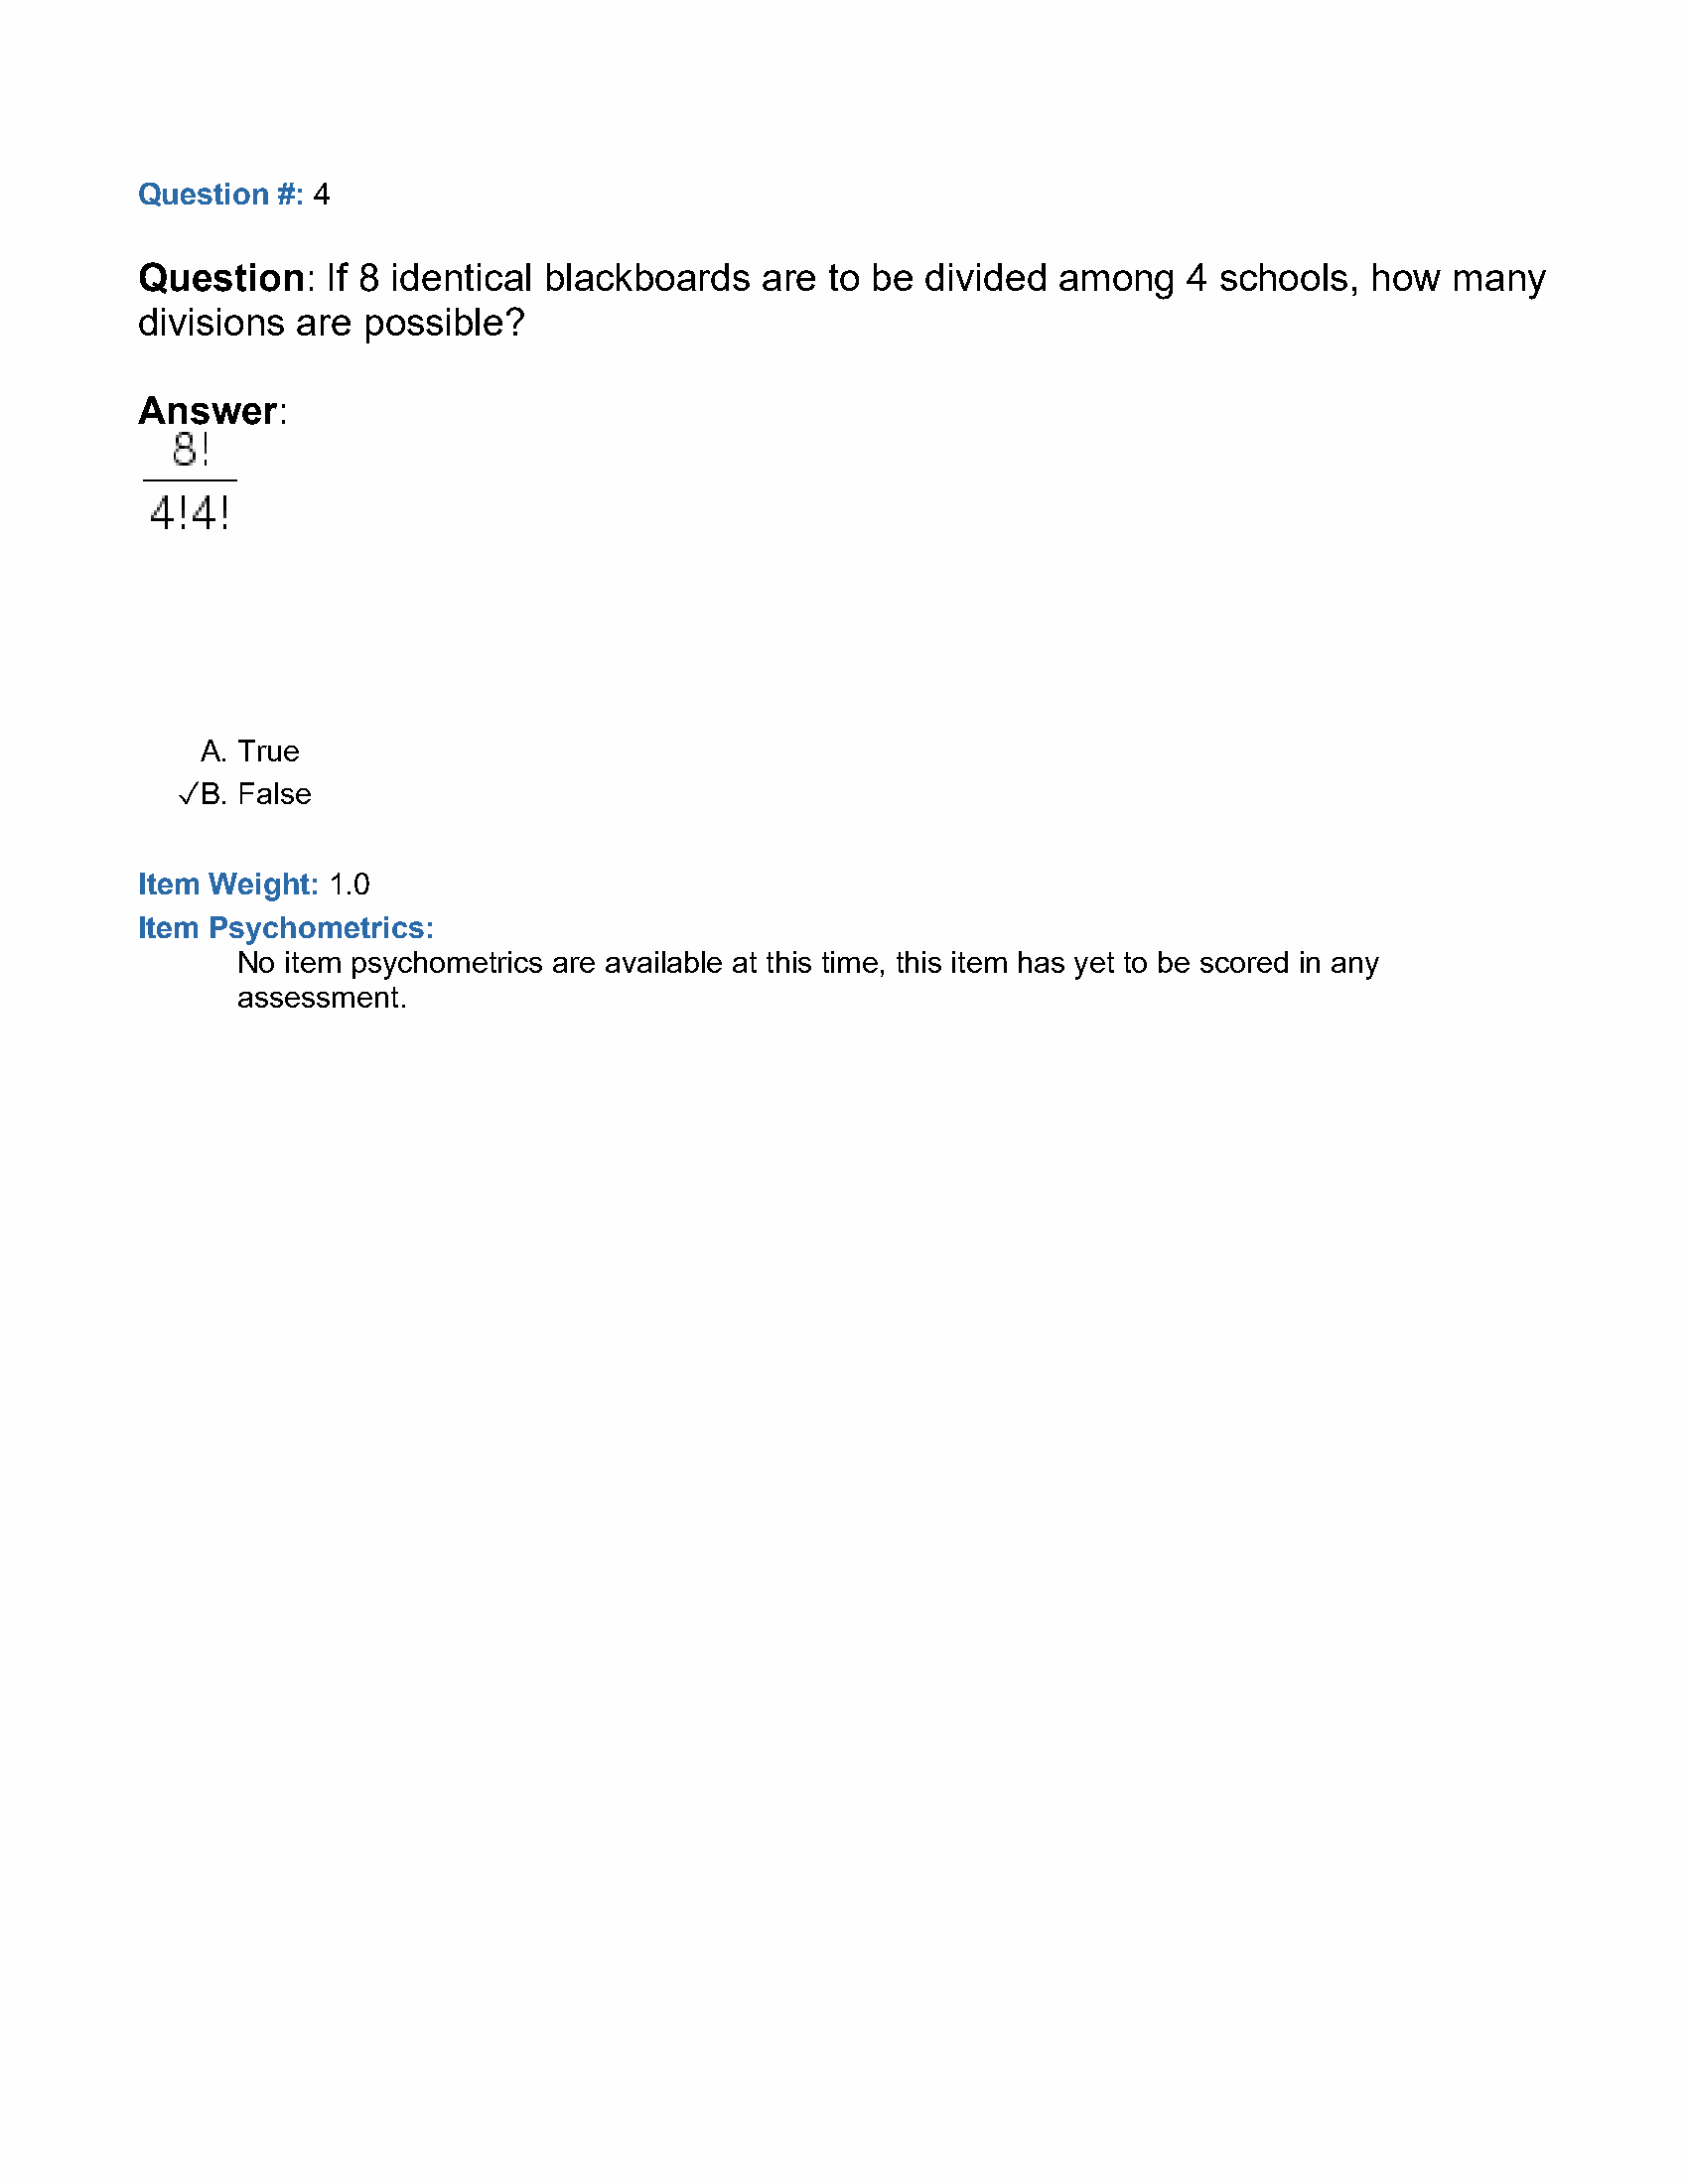 Question #: 4
Question: If 8 identical blackboards are to be divided among 4 schools, how many
divisions are possible?
Answer:
8!
4!4!
A. True
✓B. False
Item Weight: 1.0
Item Psychometrics:
No item psychometrics are available at this time, this item has yet to be scored in any
assessment.